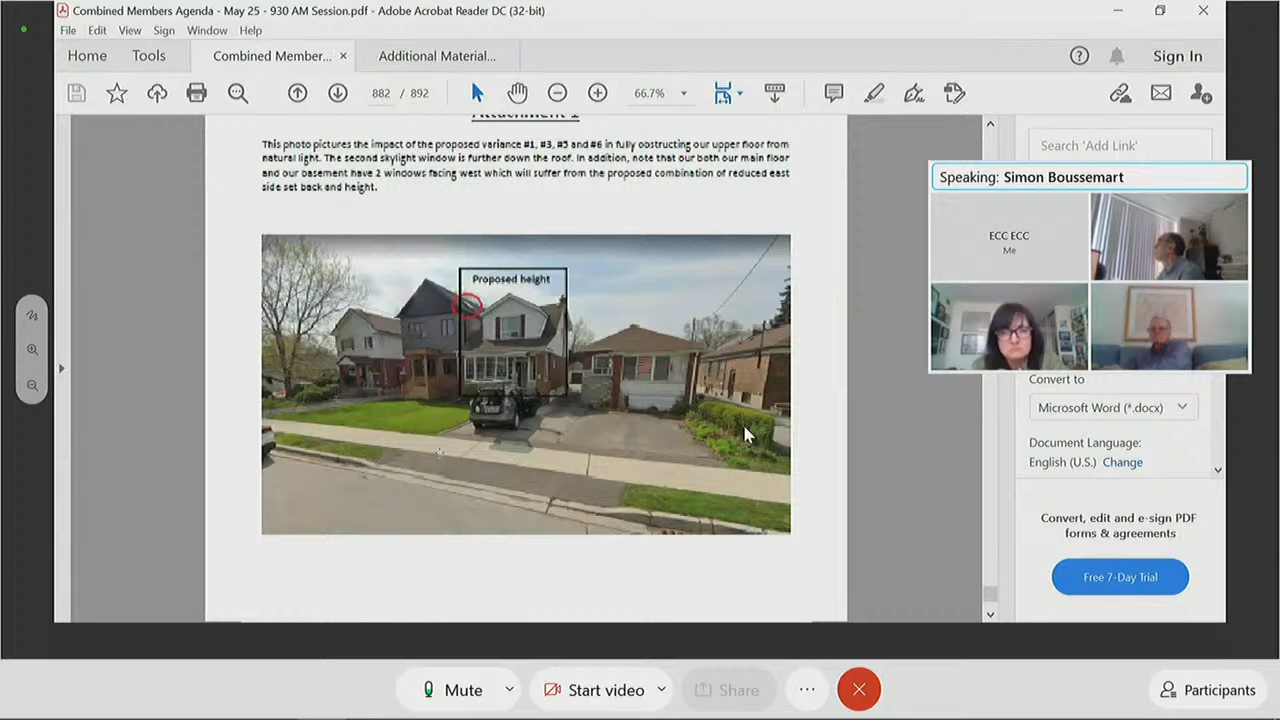 Combined Members Agenda - May 25 - 930 AM Session.pdf - Adobe Acrobat Reader DC (32-bit)
File Edit View Sign Window Help
Home Tools Combined Member... × Additional Material... Sign In
882 / 892 66.7%
Attachment 1
This photo pictures the impact of the proposed variance #1, #3, #5 and #6 in fully obstructing our upper floor from
natural light. The second skylight window is further down the roof. In addition, note that our both our main floor
and our basement have 2 windows facing west which will suffer from the proposed combination of reduced east
side set back and height.
Proposed height
Search 'Add Link'
Speaking: Simon Boussemart
ECC ECC
Me
Convert to
Microsoft Word (*.docx)
Document Language:
English (U.S.) Change
Convert, edit and e-sign PDF
forms & agreements
Free 7-Day Trial
Mute Start video Share ... Participants